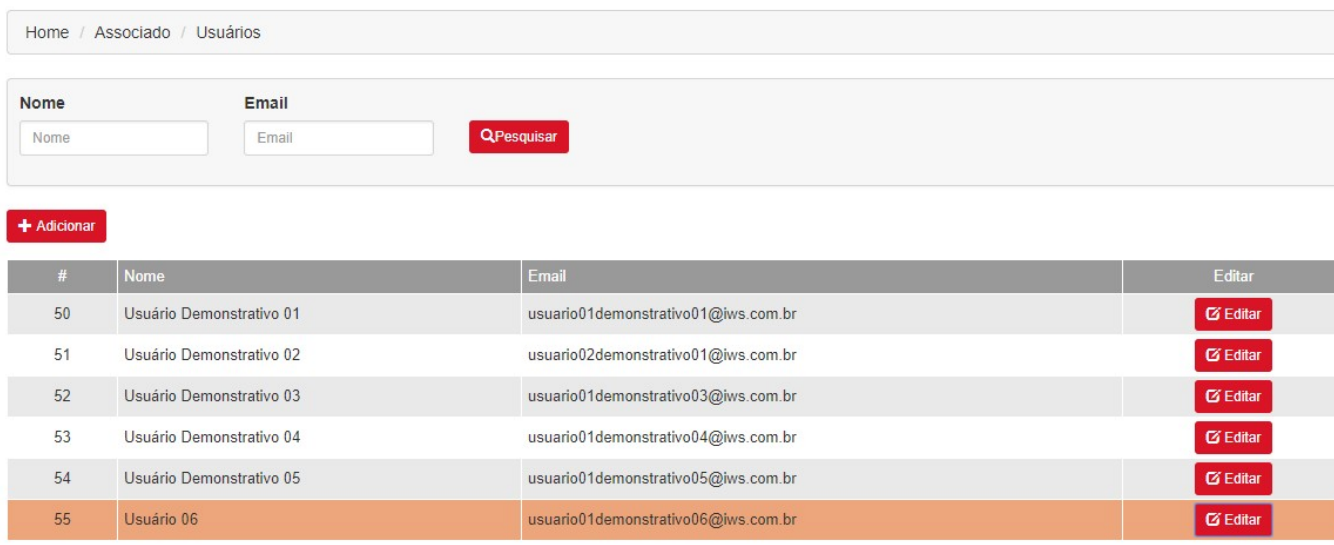 Home / Associado / Usuários
Nome Email
Nome Email Pesquisar
Adicionar
# Nome Email Editar
50 Usuário Demonstrativo 01 usuario01demonstrativo01@iws.com.br Editar
51 Usuário Demonstrativo 02 usuario02demonstrativo01@iws.com.br Editar
52 Usuário Demonstrativo 03 usuario01demonstrativo03@iws.com.br Editar
53 Usuário Demonstrativo 04 usuario01demonstrativo04@iws.com.br Editar
54 Usuário Demonstrativo 05 usuario01demonstrativo05@iws.com.br Editar
55 Usuário 06 usuario01demonstrativo06@iws.com.br Editar